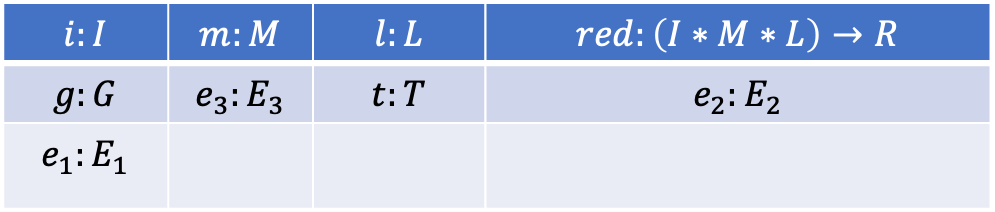 i: I m: M l: L red: (I ∗ M ∗ L) → R
g: G e₃: E₃ t: T e₂: E₂
e₁: E₁